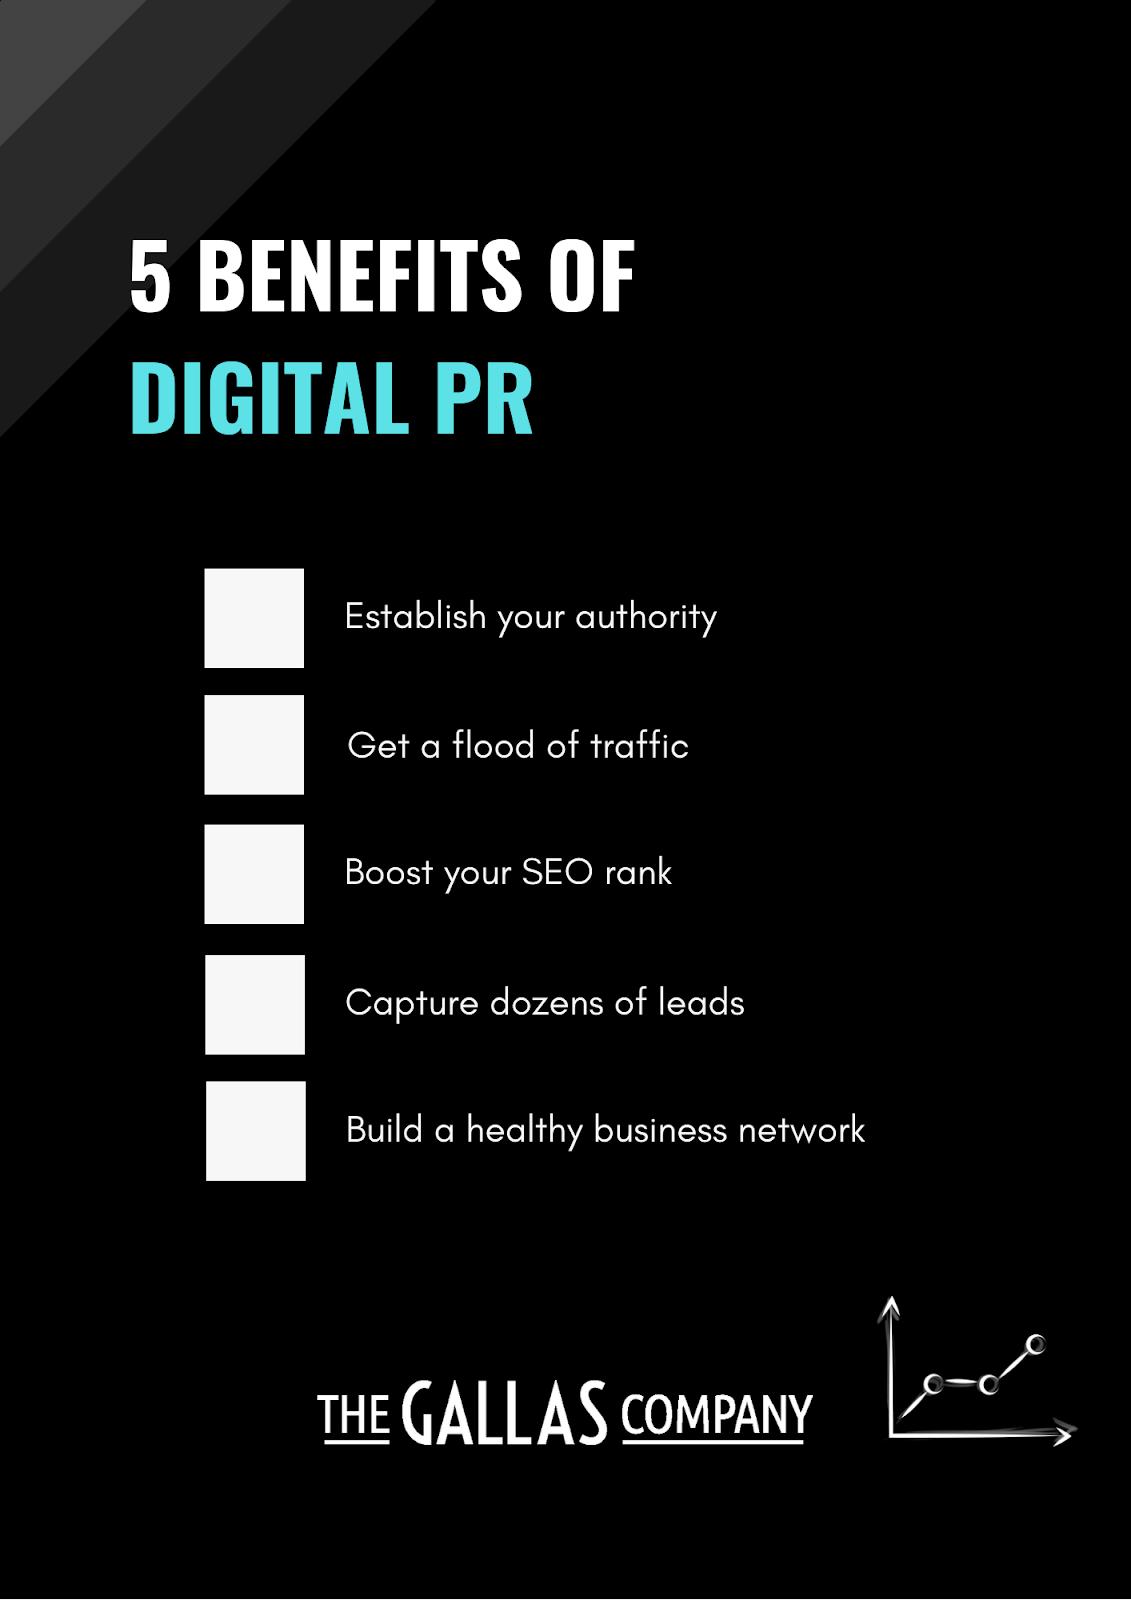 5 BENEFITS OF
DIGITAL PR
Establish your authority
Get a flood of traffic
Boost your SEO rank
Capture dozens of leads
Build a healthy business network
THE GALLAS COMPANY